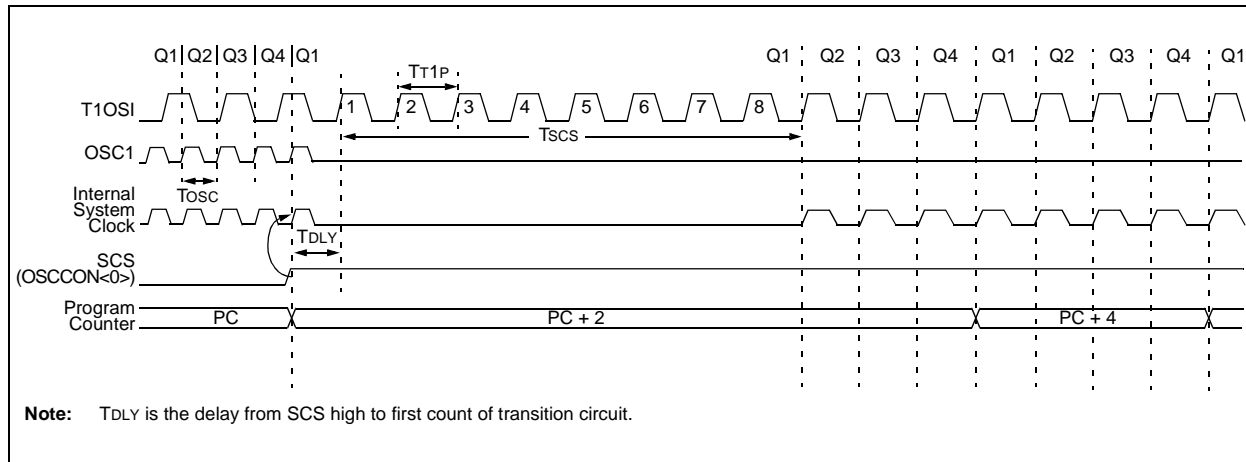 Q1 Q2 Q3 Q4 Q1 Q1 Q2 Q3 Q4 Q1 Q2 Q3 Q4 Q1
TT1P
T1OSI
1 2 3 4 5 6 7 8
TSCS
OSC1
TOSC
Internal
System
Clock
TDLY
SCS
(OSCCON<0>)
Program
Counter
PC PC + 2 PC + 4
Note: TDLY is the delay from SCS high to first count of transition circuit.